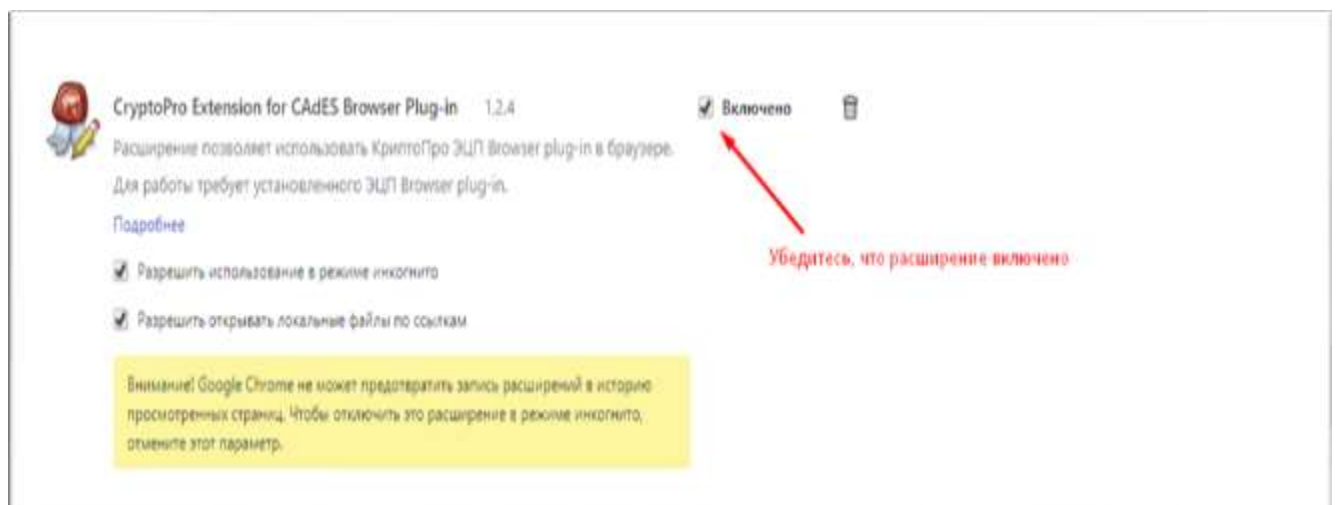 CryptoPro Extension for CAdES Browser Plug-in 1.2.4 Включено
Расширение позволяет использовать КриптоПро ЭЦП Browser plug-in в браузере.
Для работы требует установленного ЭЦП Browser plug-in.
Подробнее
Убедитесь, что расширение включено
Разрешить использование в режиме инкогнито
Разрешить открывать локальные файлы по ссылкам
Внимание! Google Chrome не может предотвратить запись расширений в историю
просмотренных страниц. Чтобы отключить это расширение в режиме инкогнито,
отмените этот параметр.